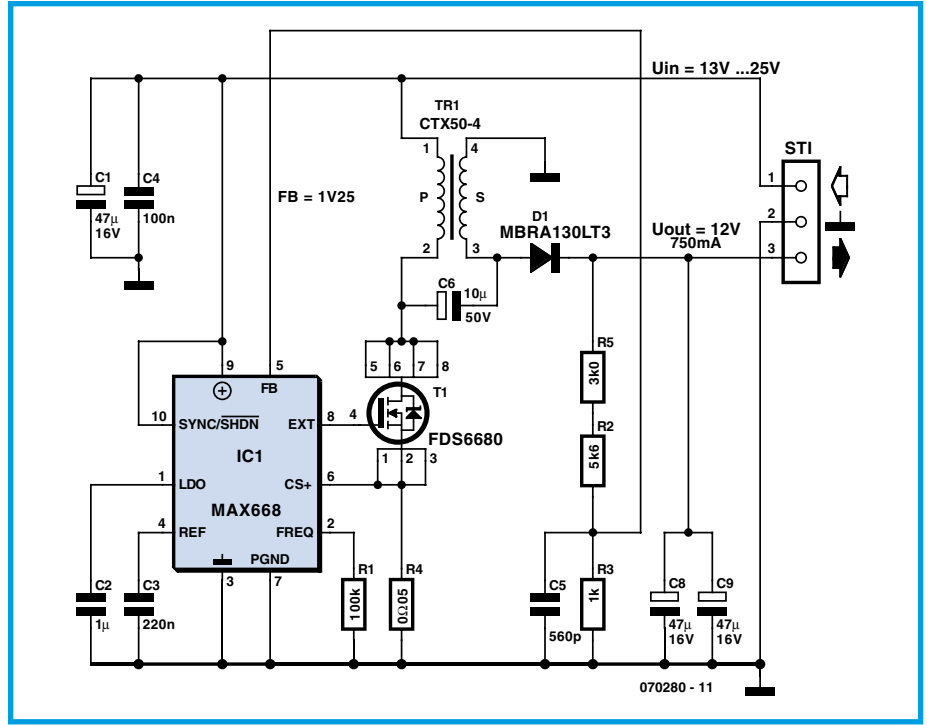 Uin = 13V ...25V
TR1
CTX50-4
1
4
STI
C1
47µ
16V
C4
100n
FB = 1V25
P
S
D1
MBRA130LT3
1
2
3
Uout = 12V
750mA
2
3
C6
10µ
50V
5
6
7
8
R5
3k0
9
5
T1
FB
10
SYNC/SHDN
EXT
8
4
FDS6680
R2
5k6
IC1
1
2
3
1
LDO
CS+
6
MAX668
4
REF
FREQ
2
PGND
R1
100k
R4
0Ω05
C5
560p
R3
1k
C8
47µ
16V
C9
47µ
16V
C2
1µ
C3
220n
3
7
070280 - 11